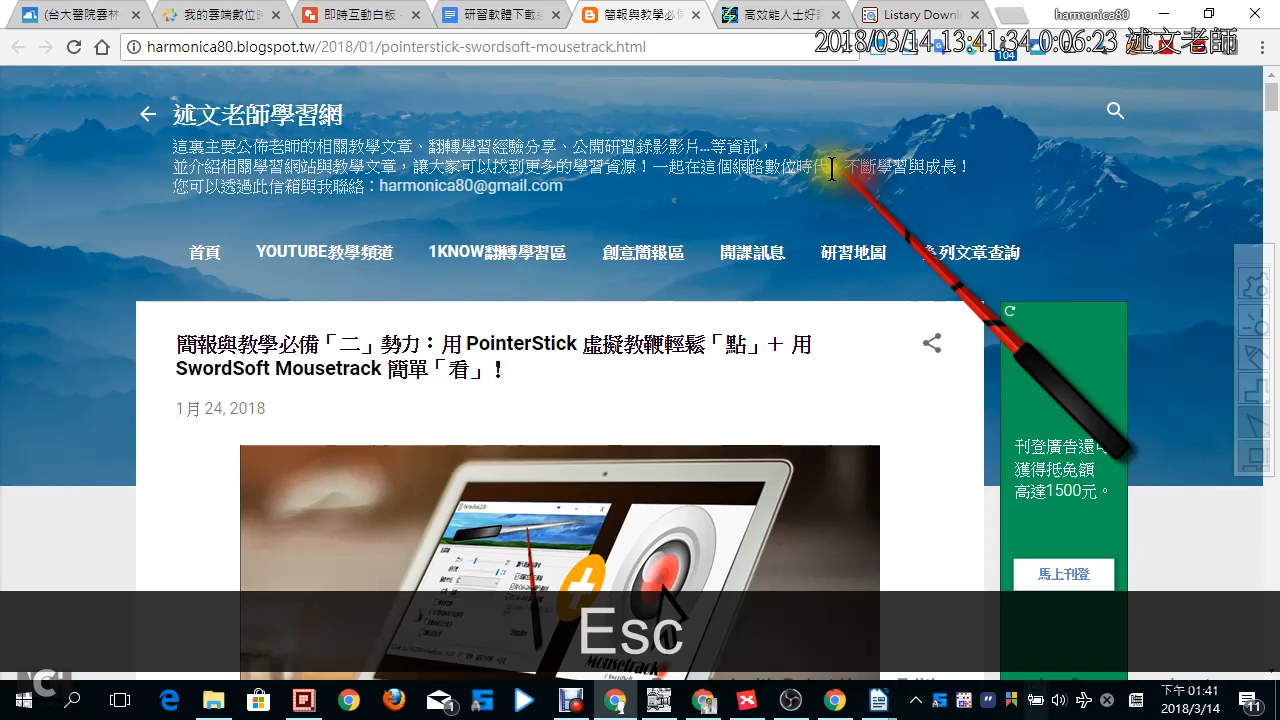 (台大醫院雲林
我的雲端數位
即時互動白板 -
研習軟體下載
簡報與教學必
高效能人士好
Listary Downl
harmonica80
harmonica80.blogspot.tw/2018/01/pointerstick-swordsoft-mousetrack.html
2018/03/14 13:41:34 0:06:23 述文老師
104
述文老師學習網
這裏主要公佈老師的相關教學文章、翻轉學習經驗分享、公開研習錄影影片...等資訊，
並介紹相關學習網站與教學文章，讓大家可以找到更多的學習資源！一起在這個網路數位時代 不斷學習與成長！
您可以透過此信箱與我聯絡：harmonica80@gmail.com
首頁
YOUTUBE教學頻道
1KNOW翻轉學習區
創意簡報區
開課訊息
研習地圖
系列文章查詢
簡報與教學必備「二」勢力：用 PointerStick 虛擬教鞭輕鬆「點」＋ 用
SwordSoft Mousetrack 簡單「看」！
1月 24, 2018
刊登廣告還可
獲得抵免額
高達1500元。
馬上刊登
Mousetrack
Esc
下午 01:41
2018/3/14
11